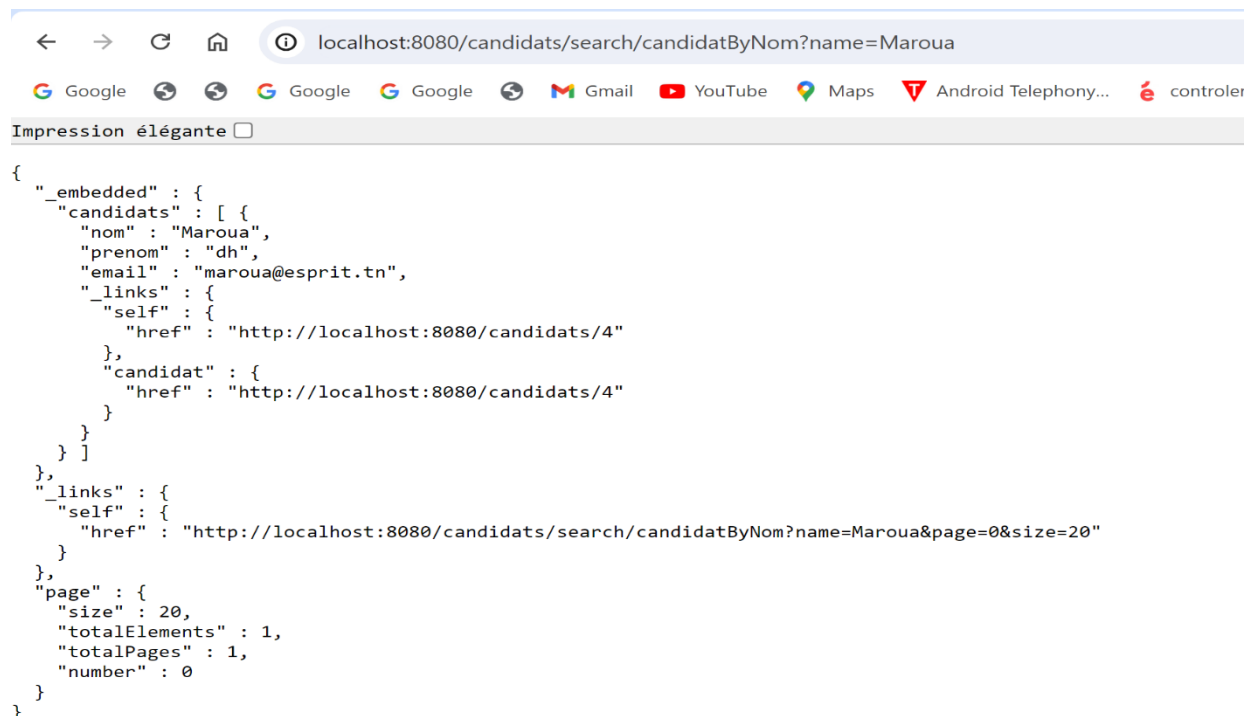 localhost:8080/candidats/search/candidatByNom?name=Maroua
Google Google Google Gmail YouTube Maps Android Telephony... é controler
Impression élégante
{
  "_embedded" : {
    "candidats" : [ {
      "nom" : "Maroua",
      "prenom" : "dh",
      "email" : "maroua@esprit.tn",
      "_links" : {
        "self" : {
          "href" : "http://localhost:8080/candidats/4"
        },
        "candidat" : {
          "href" : "http://localhost:8080/candidats/4"
        }
      }
    } ]
  },
  "_links" : {
    "self" : {
      "href" : "http://localhost:8080/candidats/search/candidatByNom?name=Maroua&page=0&size=20"
    }
  },
  "page" : {
    "size" : 20,
    "totalElements" : 1,
    "totalPages" : 1,
    "number" : 0
  }
}